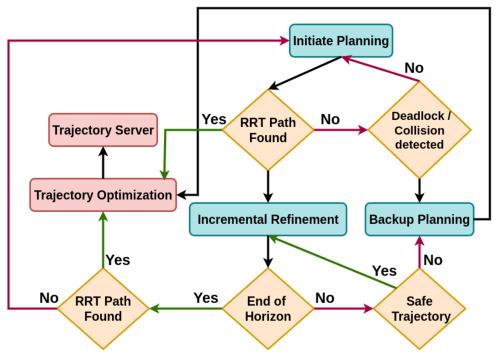 Initiate Planning
No
Yes
RRT Path
Found
No
Deadlock /
Collision
detected
Trajectory Server
Trajectory Optimization
Incremental Refinement
Backup Planning
Yes
No
RRT Path
Found
Yes
End of
Horizon
No
Yes
Safe
Trajectory
No